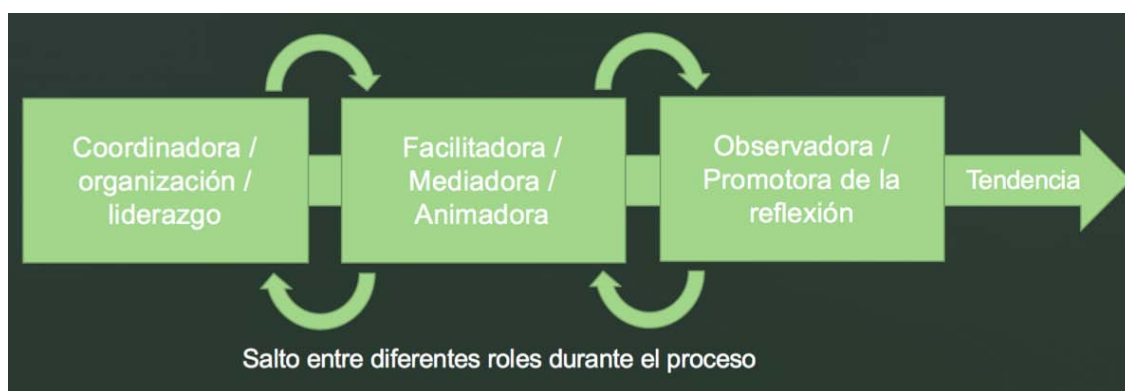 Coordinadora /
organización /
liderazgo
Facilitadora /
Mediadora /
Animadora
Observadora /
Promotora de la
reflexión
Tendencia
Salto entre diferentes roles durante el proceso